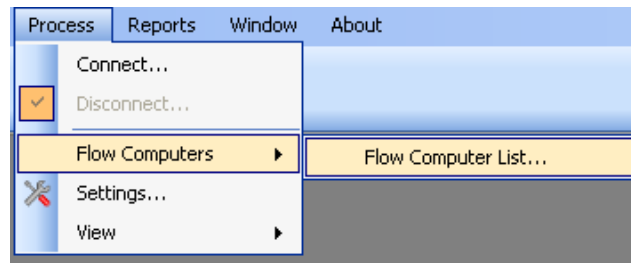 Process Reports Window About
Connect...
Disconnect...
Flow Computers
Flow Computer List...
Settings...
View